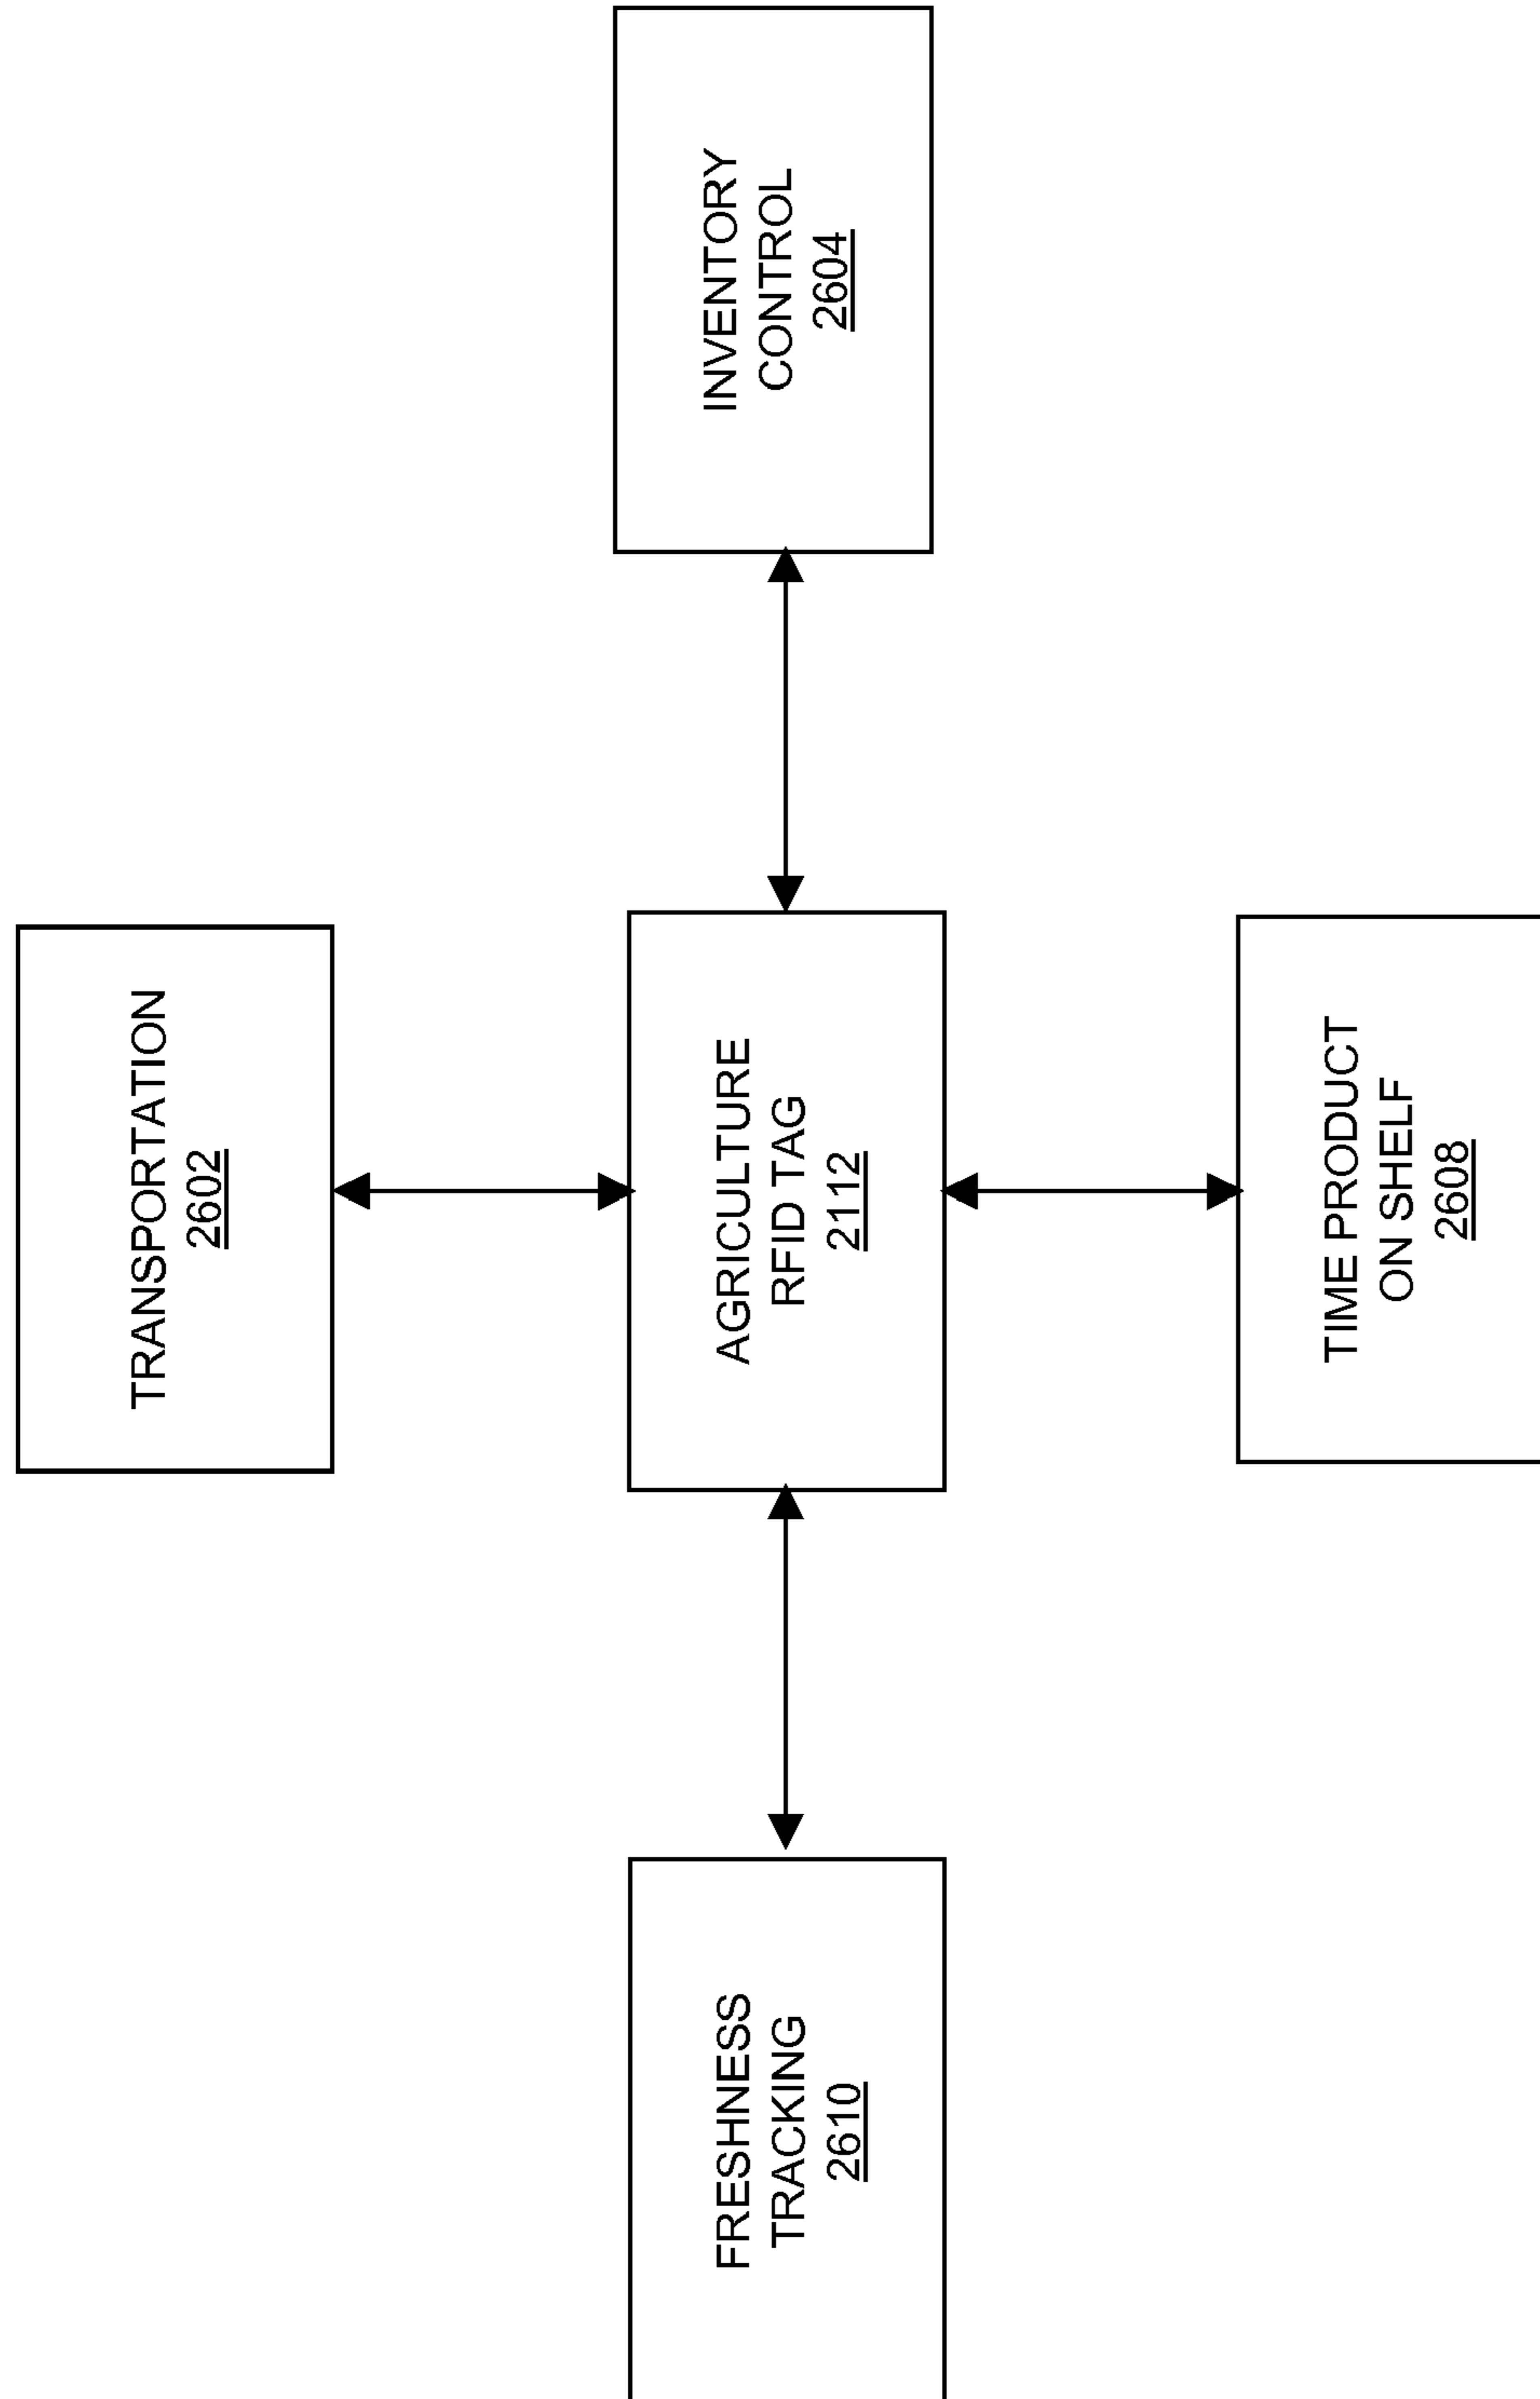 TRANSPORTATION
2602
FRESHNESS
TRACKING
2610
AGRICULTURE
RFID TAG
2112
INVENTORY
CONTROL
2604
TIME PRODUCT
ON SHELF
2608